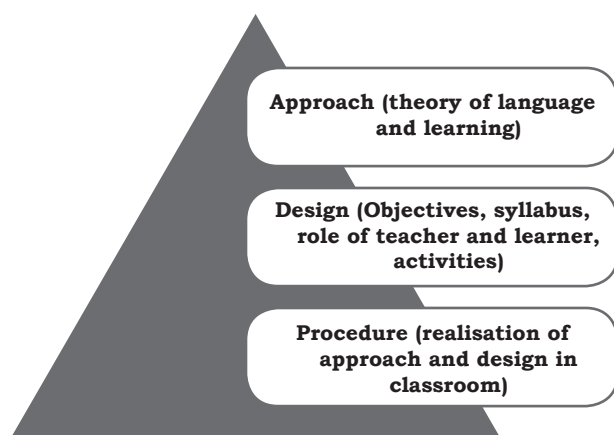 Approach (theory of language
and learning)
Design (Objectives, syllabus,
role of teacher and learner,
activities)
Procedure (realisation of
approach and design in
classroom)